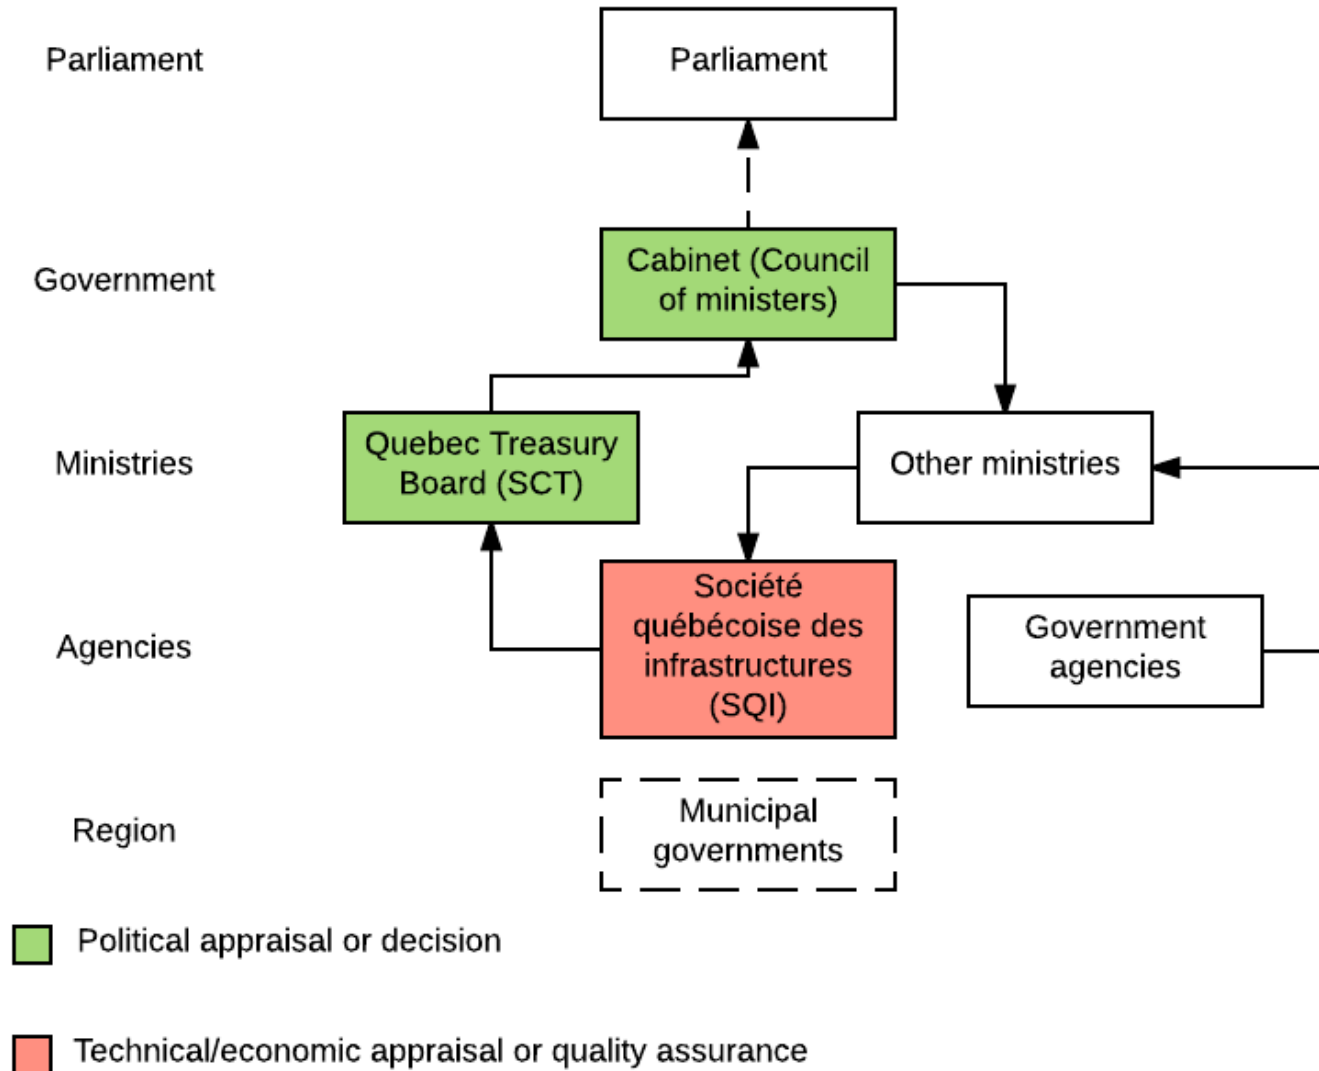 Parliament
Parliament
Government
Cabinet (Council
of ministers)
Ministries
Quebec Treasury
Board (SCT)
Other ministries
Agencies
Société
québécoise des
infrastructures
(SQI)
Government
agencies
Region
Municipal
governments
Political appraisal or decision
Technical/economic appraisal or quality assurance